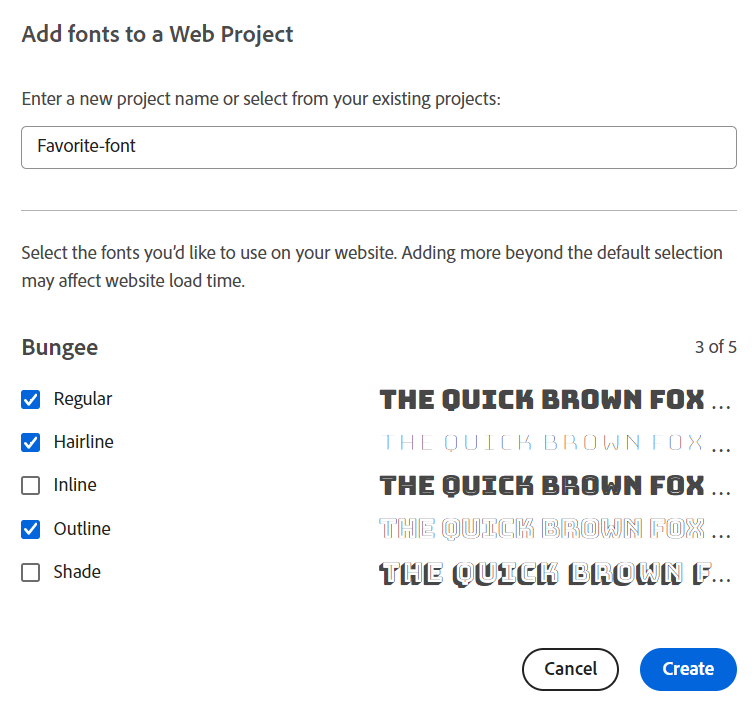 Add fonts to a Web Project
Enter a new project name or select from your existing projects:
Favorite-font
Select the fonts you’d like to use on your website. Adding more beyond the default selection
may affect website load time.
Bungee 3 of 5
Regular THE QUICK BROWN FOX ...
Hairline THE QUICK BROWN FOX ...
Inline THE QUICK BROWN FOX ...
Outline THE QUICK BROWN FOX ...
Shade THE QUICK BROWN F...
Cancel Create